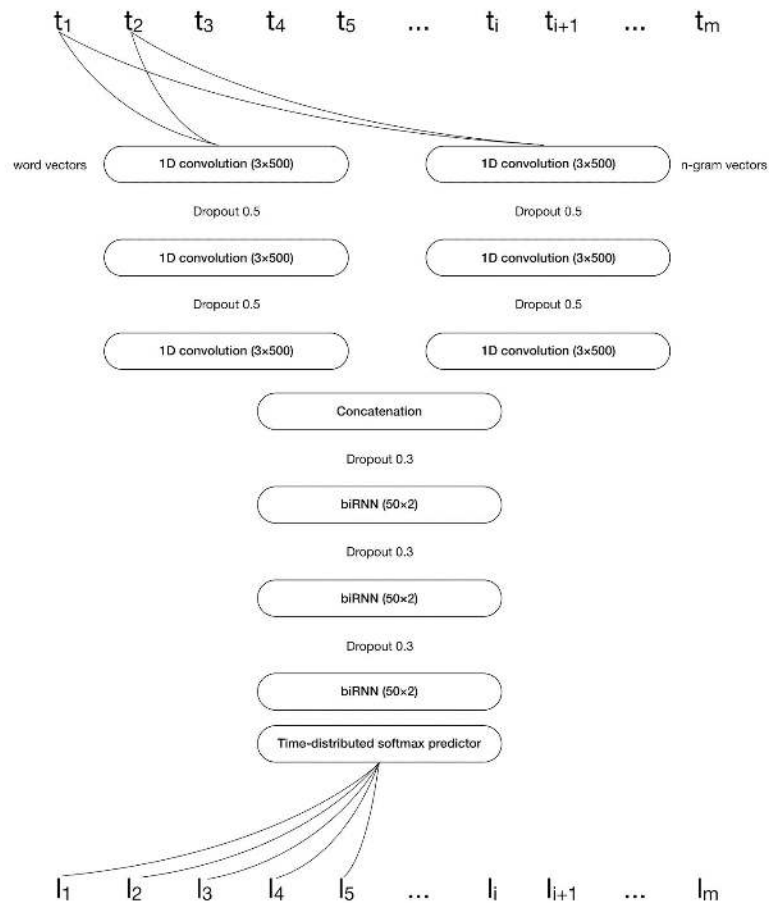 t1 t2 t3 t4 t5 ... ti ti+1 ... tm
word vectors 1D convolution (3×500) 1D convolution (3×500) n-gram vectors
Dropout 0.5 Dropout 0.5
1D convolution (3×500) 1D convolution (3×500)
Dropout 0.5 Dropout 0.5
1D convolution (3×500) 1D convolution (3×500)
Concatenation
Dropout 0.3
biRNN (50×2)
Dropout 0.3
biRNN (50×2)
Dropout 0.3
biRNN (50×2)
Time-distributed softmax predictor
l1 l2 l3 l4 l5 ... li li+1 ... lm